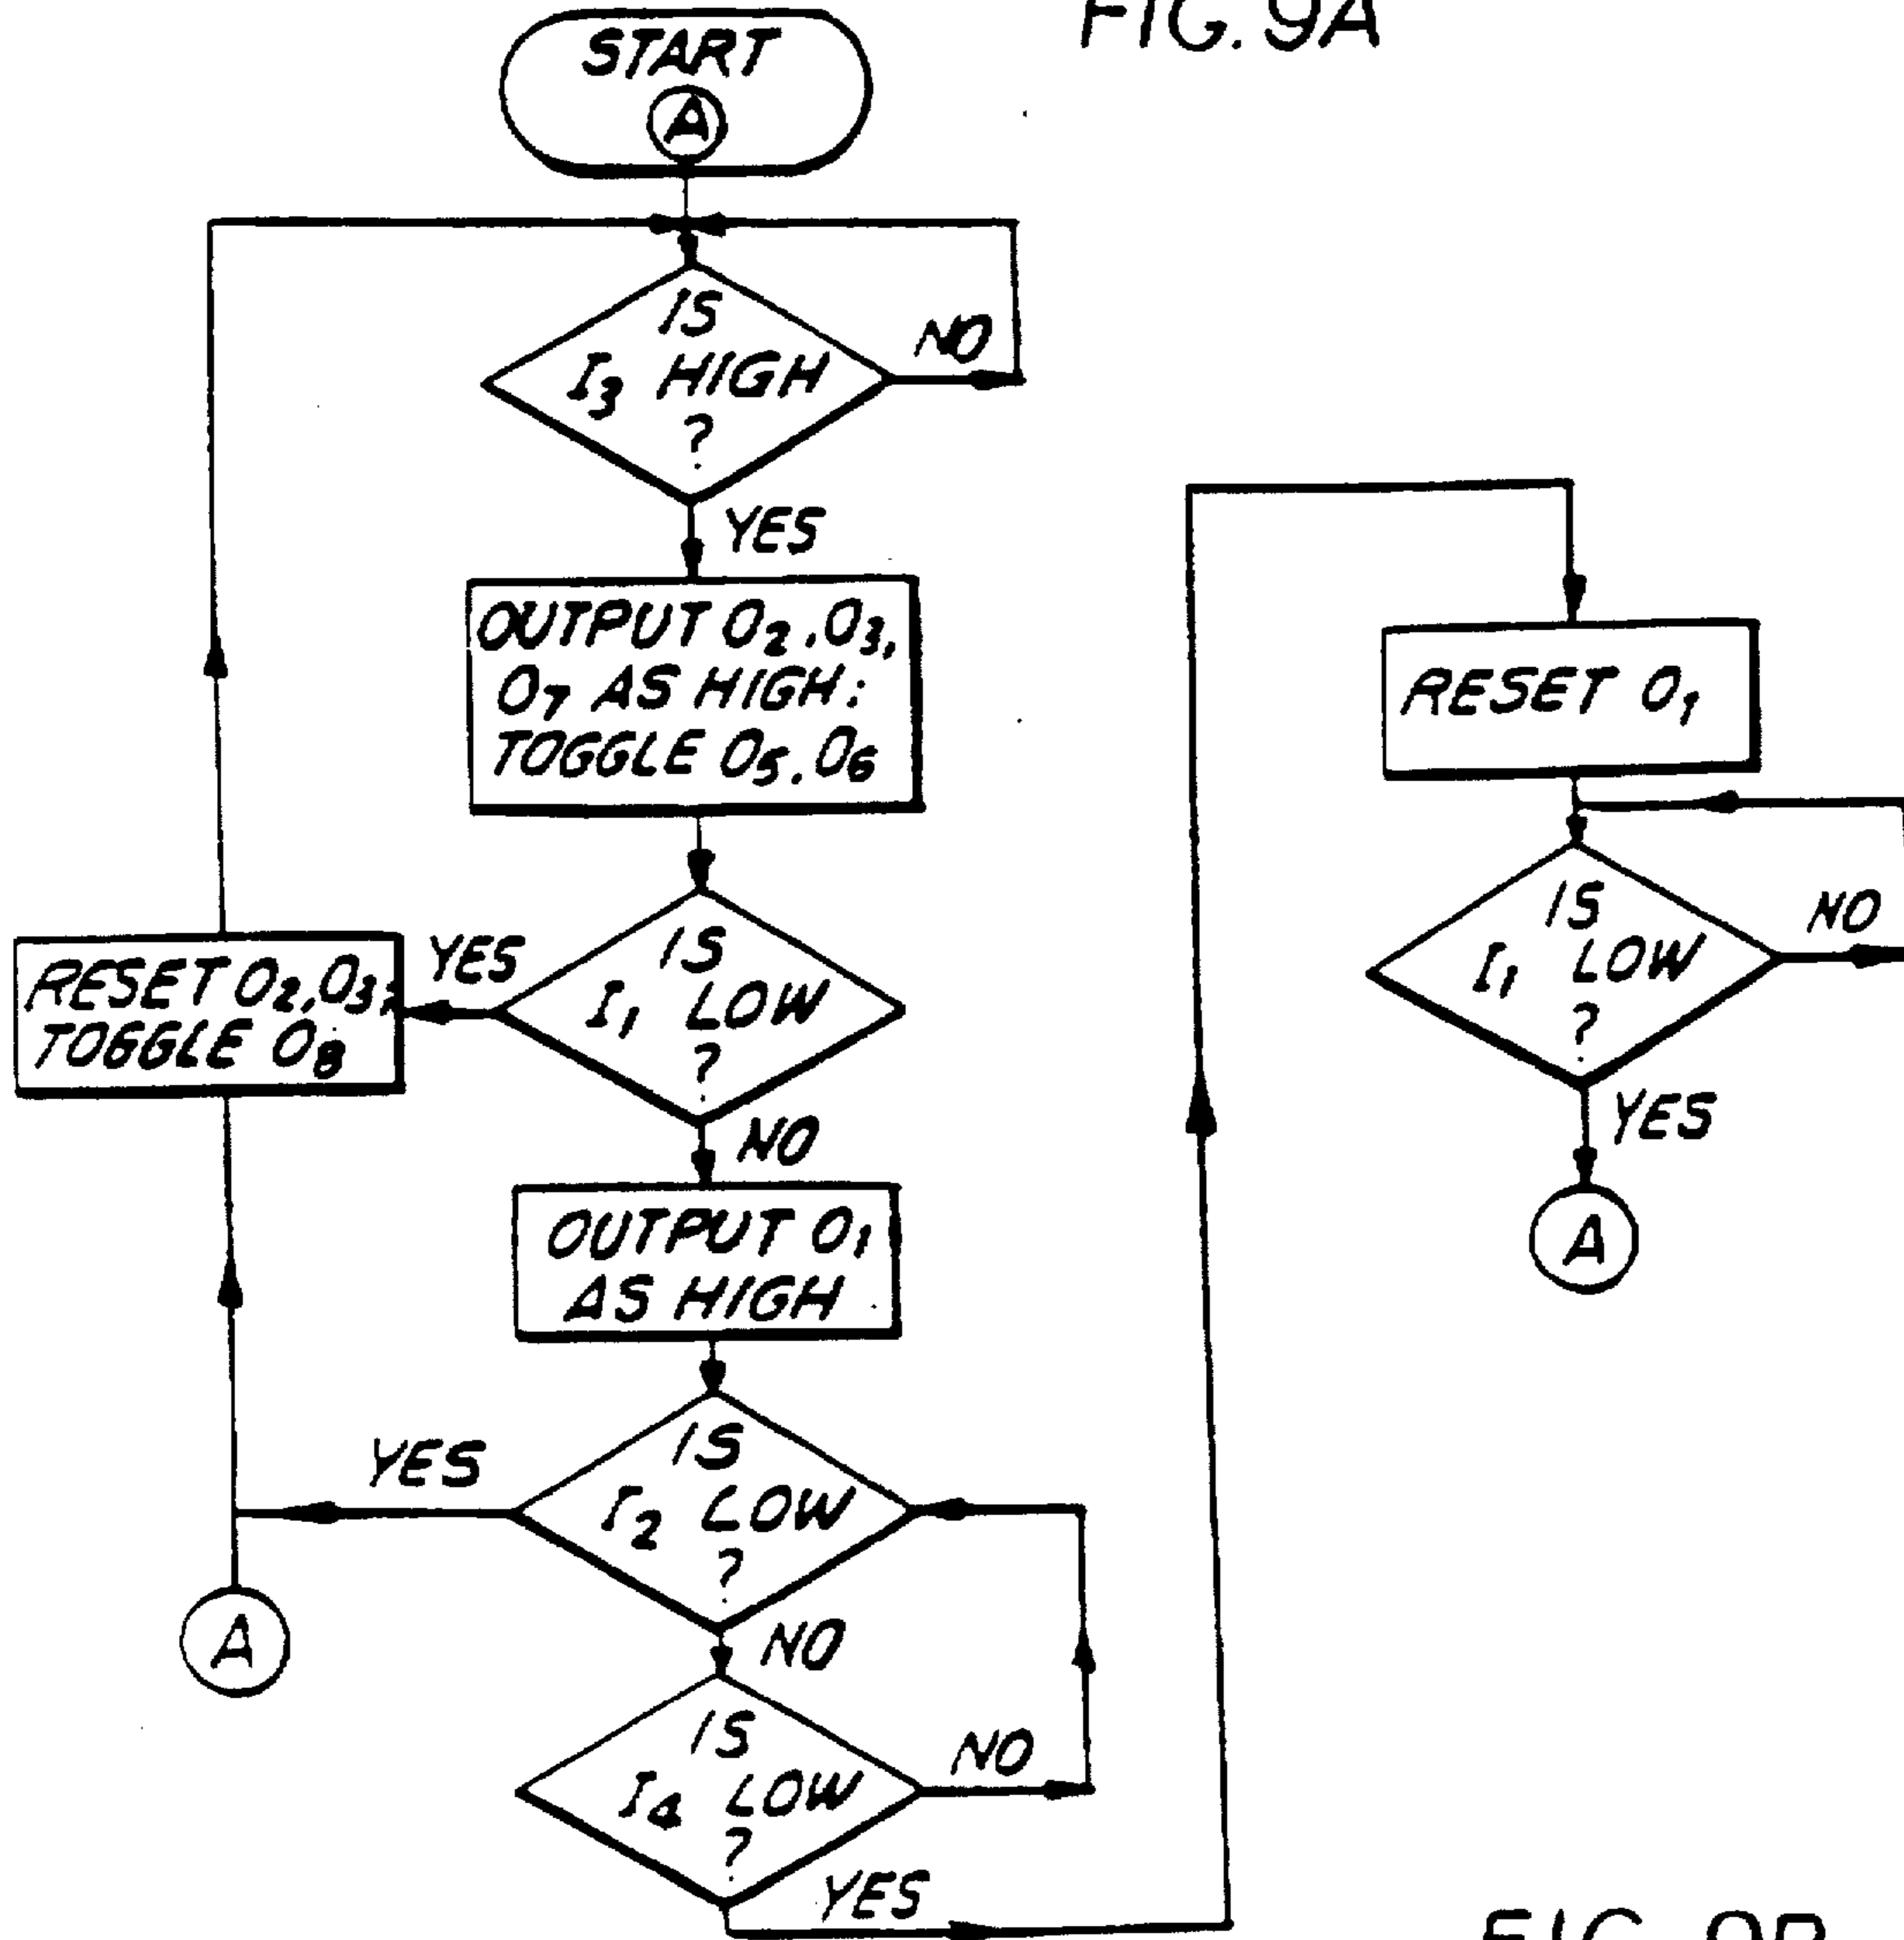 FIG. 9A
START
A
IS
I3 HIGH
?
NO
YES
OUTPUT O2, O3,
O7 AS HIGH:
TOGGLE O5, O6
IS
I1 LOW
?
YES
RESET O2, O3;
TOGGLE O8
NO
OUTPUT O1
AS HIGH
IS
I2 LOW
?
YES
A
NO
IS
I4 LOW
?
NO
YES
RESET O1
IS
I1 LOW
?
NO
YES
A